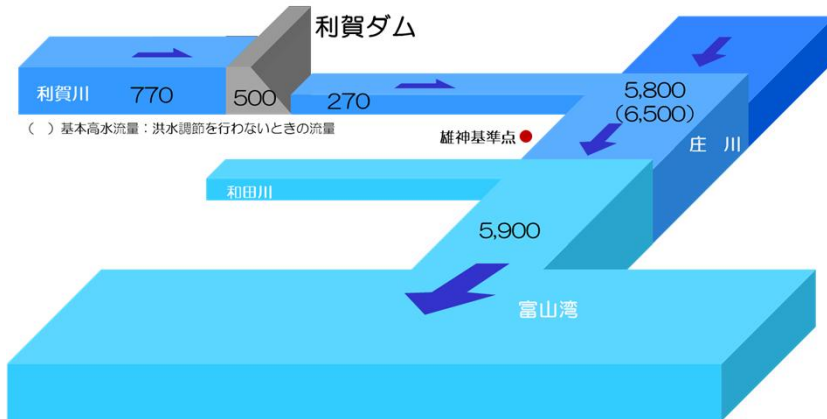 利賀ダム
利賀川
770
500
270
5,800
(6,500)
( ) 基本高水流量：洪水調節を行わないときの流量
雄神基準点
庄 川
和田川
5,900
富山湾